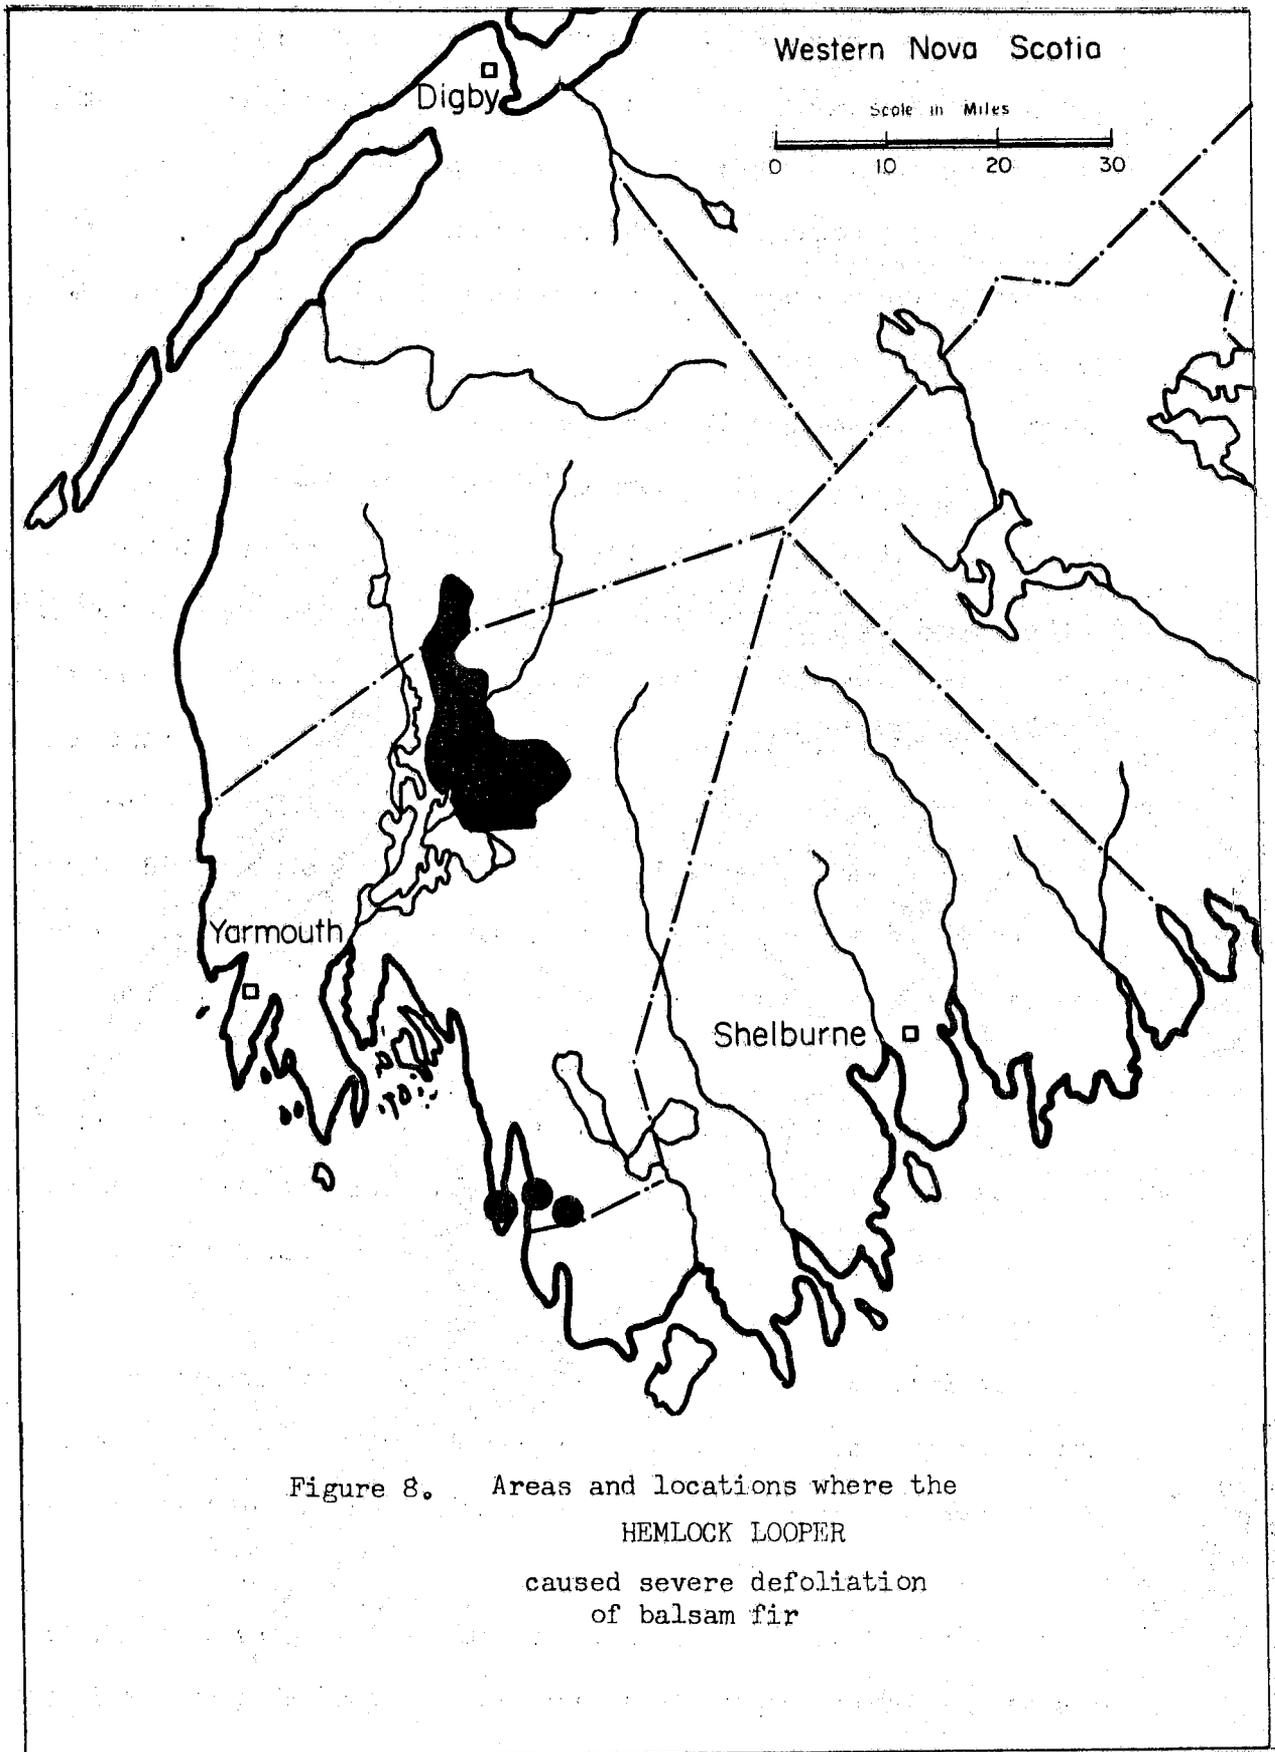 Western Nova Scotia
Scale in Miles
0 10 20 30
Digby
Yarmouth
Shelburne
Figure 8. Areas and locations where the
HEMLOCK LOOPER
caused severe defoliation
of balsam fir